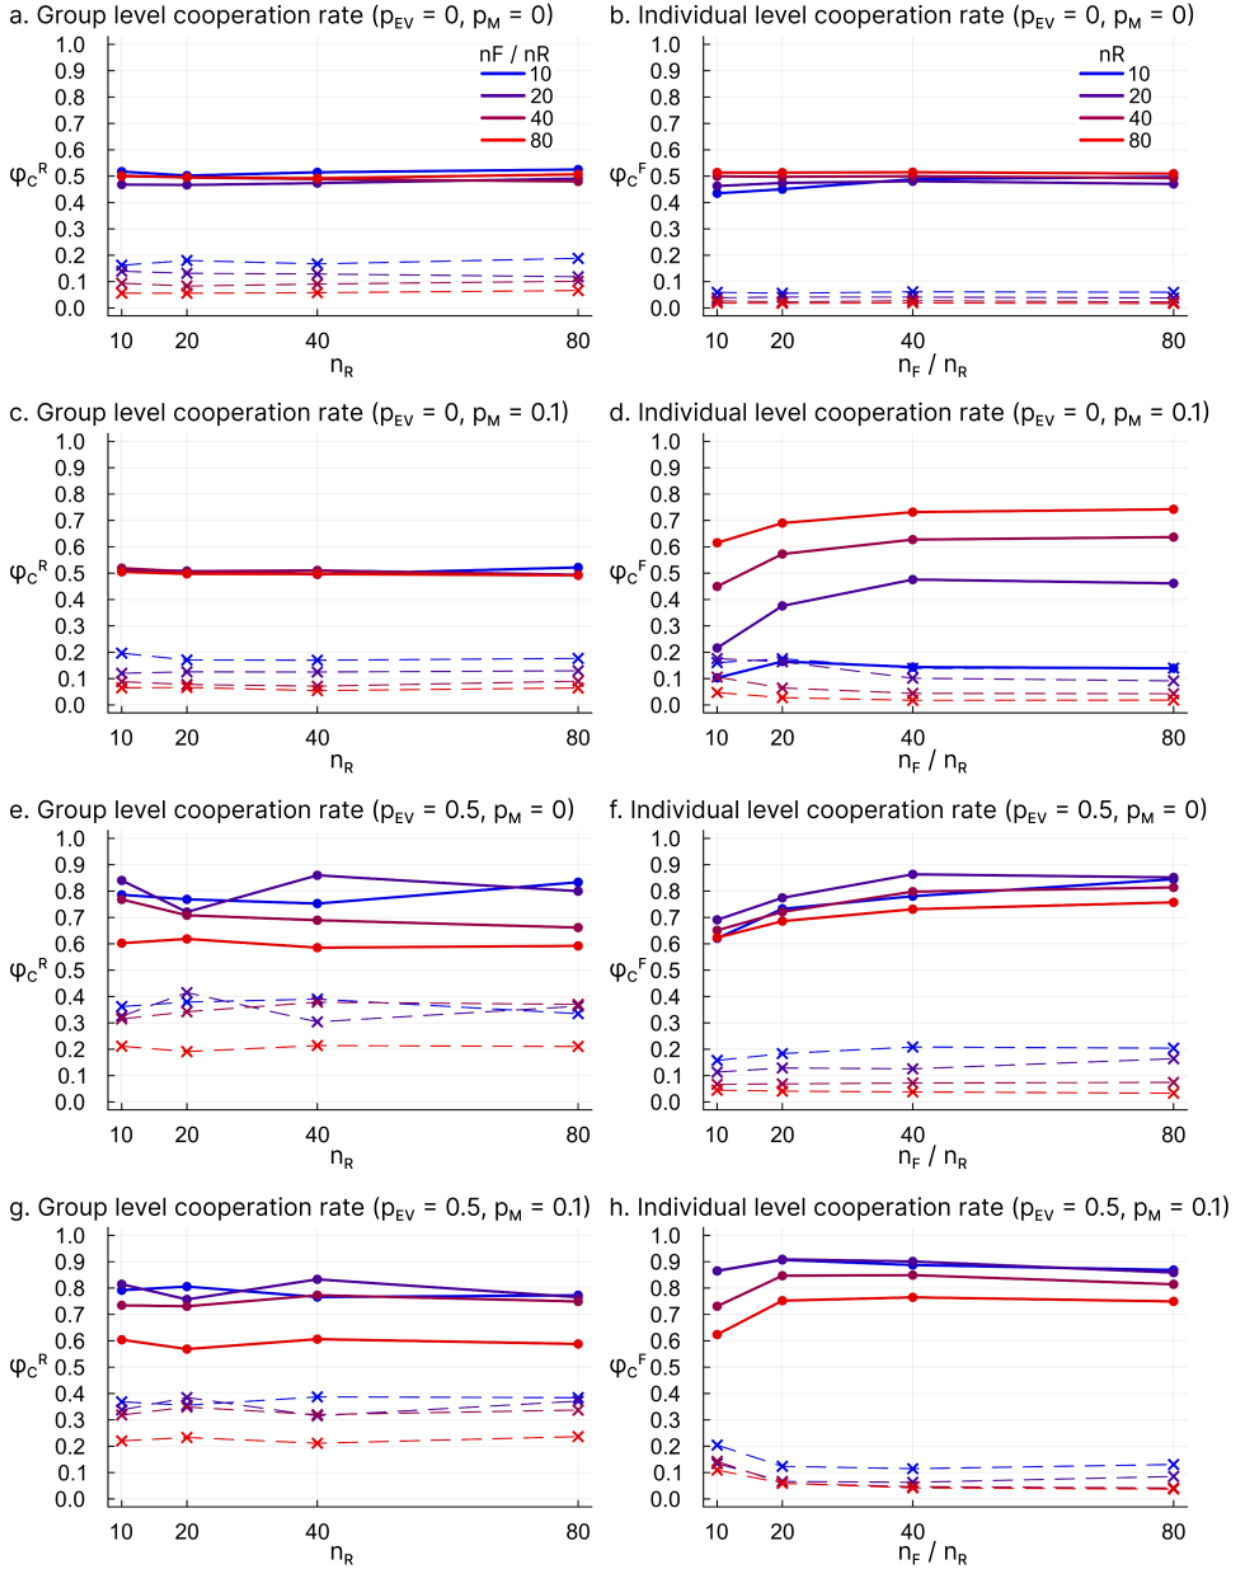 a. Group level cooperation rate (pEV = 0, pM = 0)
1.0
0.9
0.8
0.7
0.6
0.5
0.4
0.3
0.2
0.1
0.0
φCR
nF / nR
10
20
40
80
10 20 40 80
nR
b. Individual level cooperation rate (pEV = 0, pM = 0)
1.0
0.9
0.8
0.7
0.6
0.5
0.4
0.3
0.2
0.1
0.0
φCF
nR
10
20
40
80
10 20 40 80
nF / nR
c. Group level cooperation rate (pEV = 0, pM = 0.1)
1.0
0.9
0.8
0.7
0.6
0.5
0.4
0.3
0.2
0.1
0.0
φCR
10 20 40 80
nR
d. Individual level cooperation rate (pEV = 0, pM = 0.1)
1.0
0.9
0.8
0.7
0.6
0.5
0.4
0.3
0.2
0.1
0.0
φCF
10 20 40 80
nF / nR
e. Group level cooperation rate (pEV = 0.5, pM = 0)
1.0
0.9
0.8
0.7
0.6
0.5
0.4
0.3
0.2
0.1
0.0
φCR
10 20 40 80
nR
f. Individual level cooperation rate (pEV = 0.5, pM = 0)
1.0
0.9
0.8
0.7
0.6
0.5
0.4
0.3
0.2
0.1
0.0
φCF
10 20 40 80
nF / nR
g. Group level cooperation rate (pEV = 0.5, pM = 0.1)
1.0
0.9
0.8
0.7
0.6
0.5
0.4
0.3
0.2
0.1
0.0
φCR
10 20 40 80
nR
h. Individual level cooperation rate (pEV = 0.5, pM = 0.1)
1.0
0.9
0.8
0.7
0.6
0.5
0.4
0.3
0.2
0.1
0.0
φCF
10 20 40 80
nF / nR